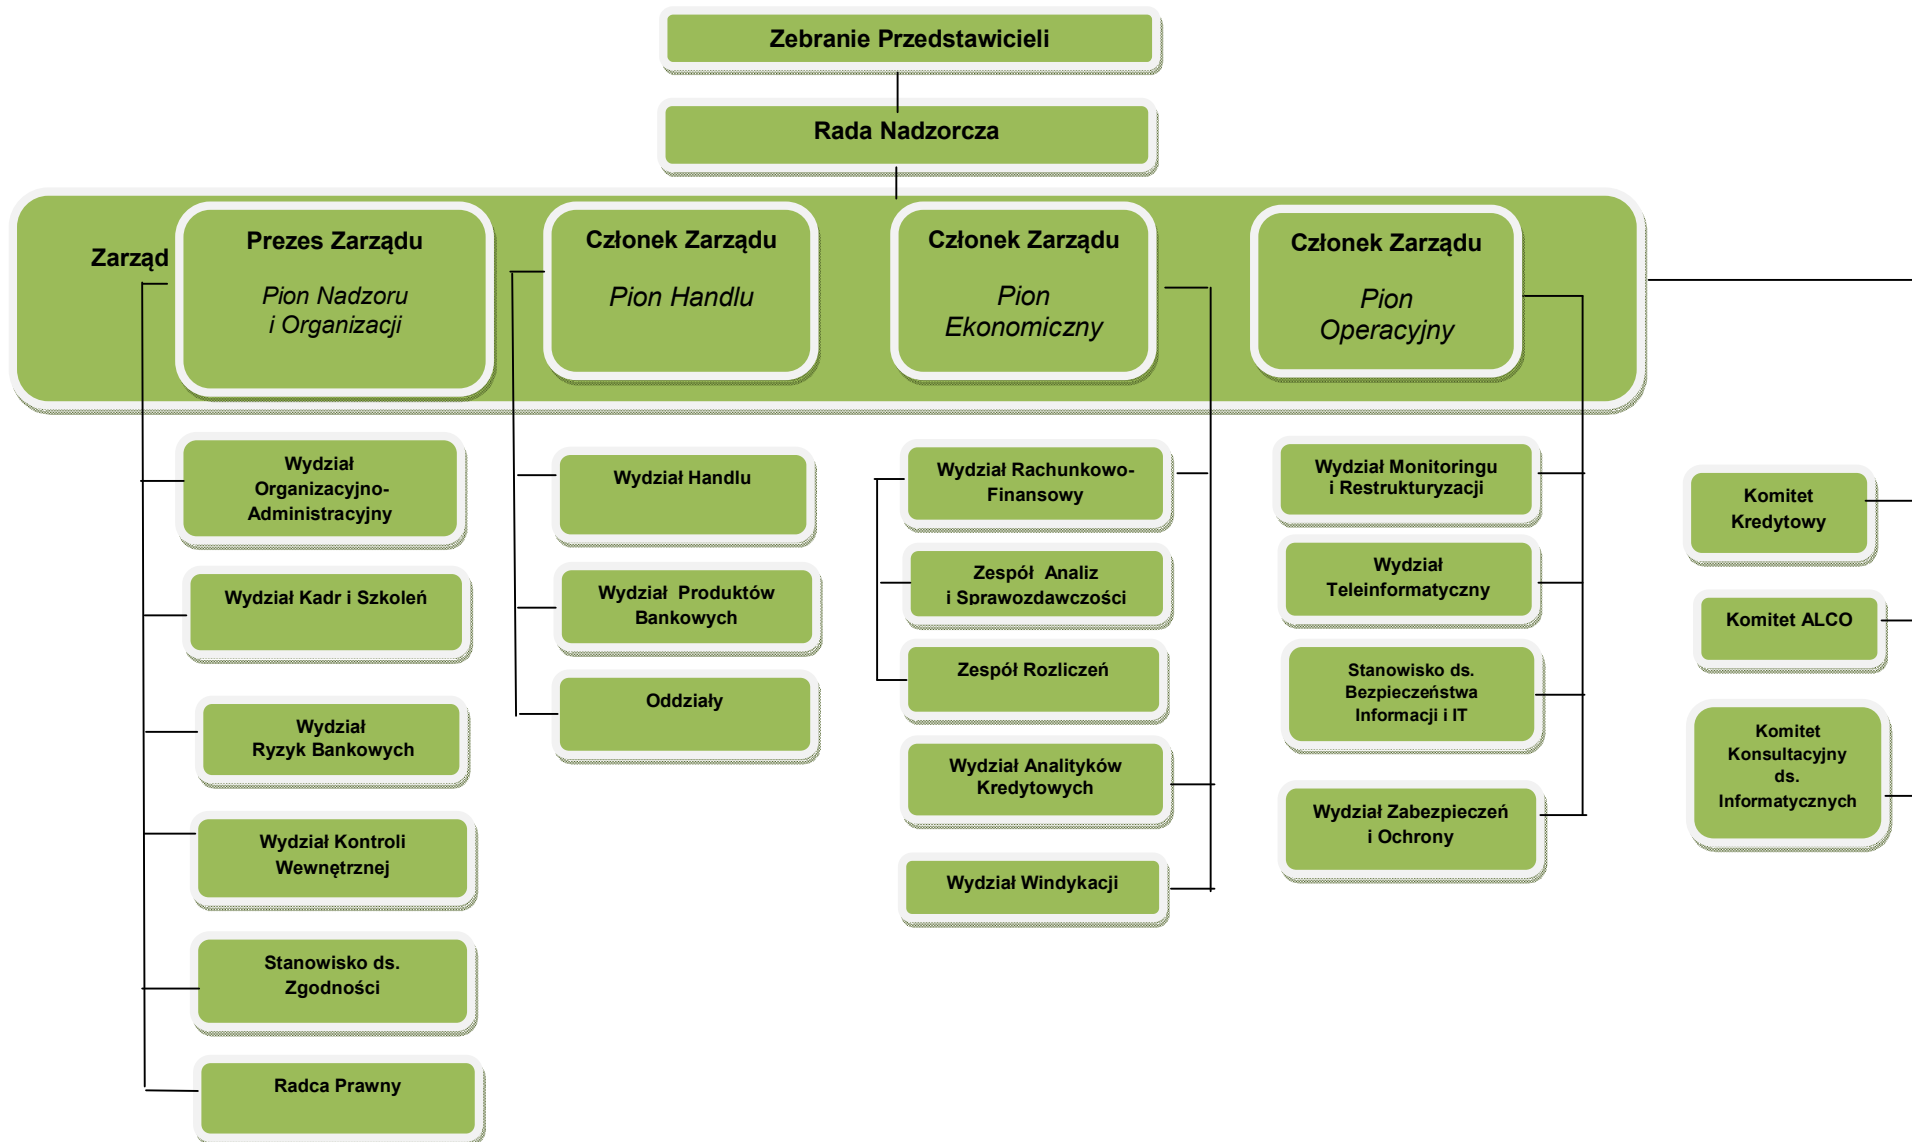 Zebranie Przedstawicieli
Rada Nadzorcza
Zarząd
Prezes Zarządu
Pion Nadzoru
i Organizacji
Członek Zarządu
Pion Handlu
Członek Zarządu
Pion
Ekonomiczny
Członek Zarządu
Pion
Operacyjny
Wydział
Organizacyjno-
Administracyjny
Wydział Kadr i Szkoleń
Wydział
Ryzyk Bankowych
Wydział Kontroli
Wewnętrznej
Stanowisko ds.
Zgodności
Radca Prawny
Wydział Handlu
Wydział Produktów
Bankowych
Oddziały
Wydział Rachunkowo-
Finansowy
Zespół Analiz
i Sprawozdawczości
Zespół Rozliczeń
Wydział Analityków
Kredytowych
Wydział Windykacji
Wydział Monitoringu
i Restrukturyzacji
Wydział
Teleinformatyczny
Stanowisko ds.
Bezpieczeństwa
Informacji i IT
Wydział Zabezpieczeń
i Ochrony
Komitet
Kredytowy
Komitet ALCO
Komitet
Konsultacyjny
ds.
Informatycznych